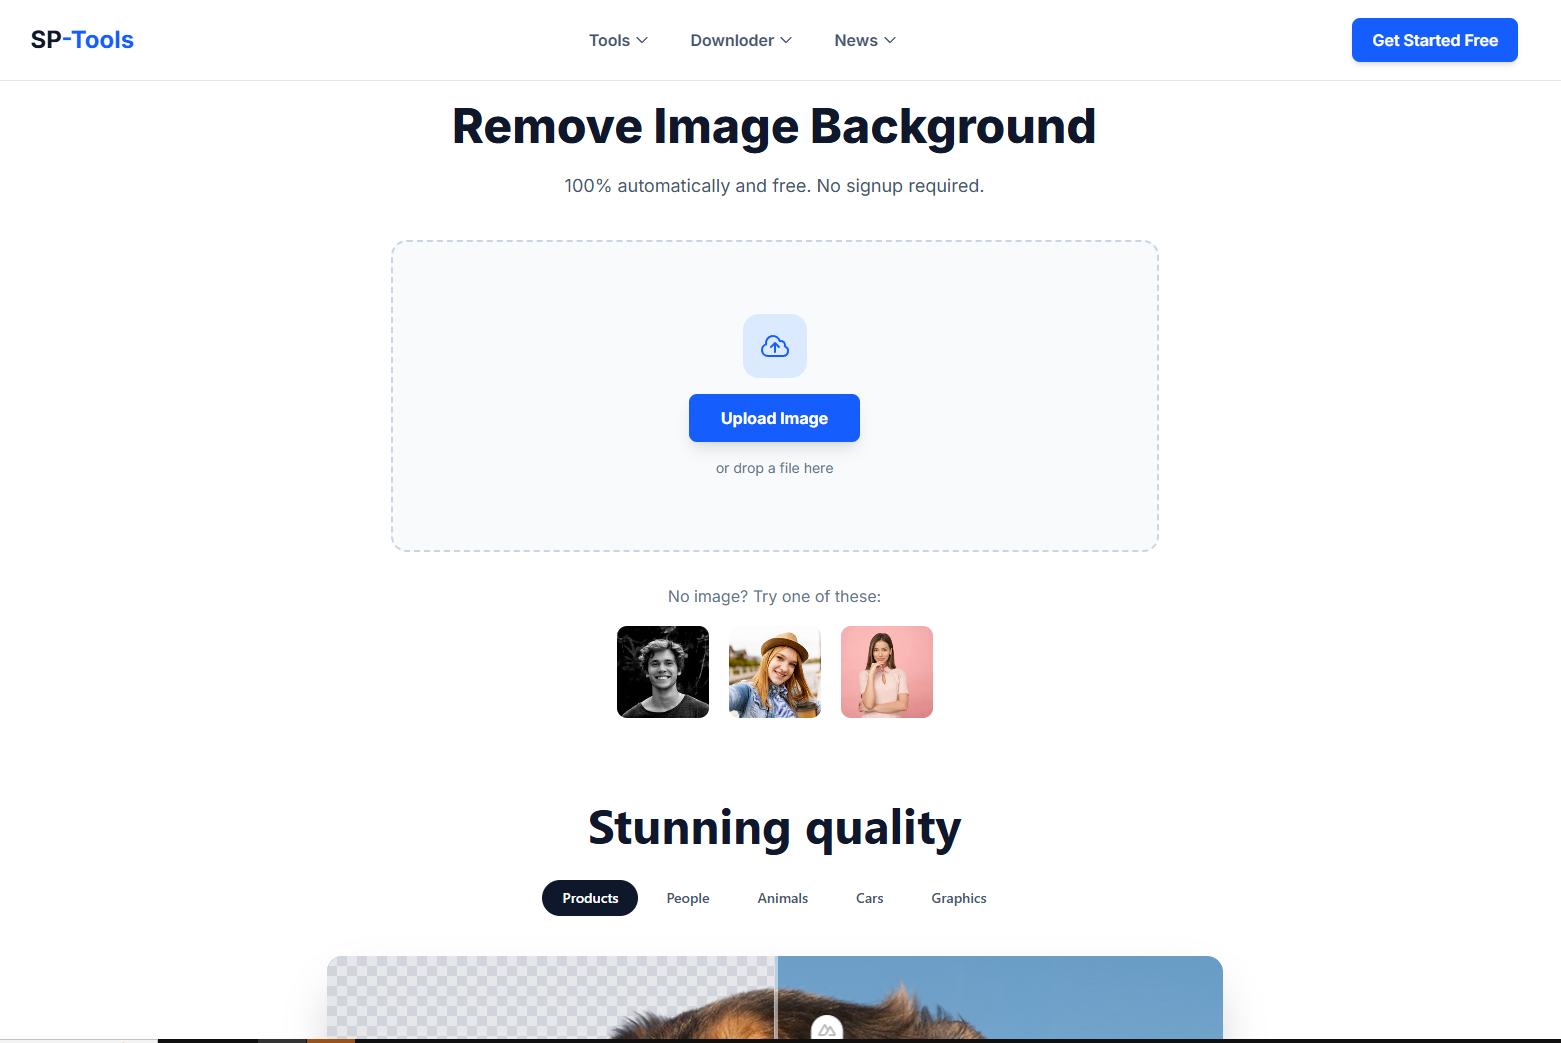 SP-Tools
Tools
Downloder
News
Get Started Free
Remove Image Background
100% automatically and free. No signup required.
Upload Image
or drop a file here
No image? Try one of these:
Stunning quality
Products
People
Animals
Cars
Graphics